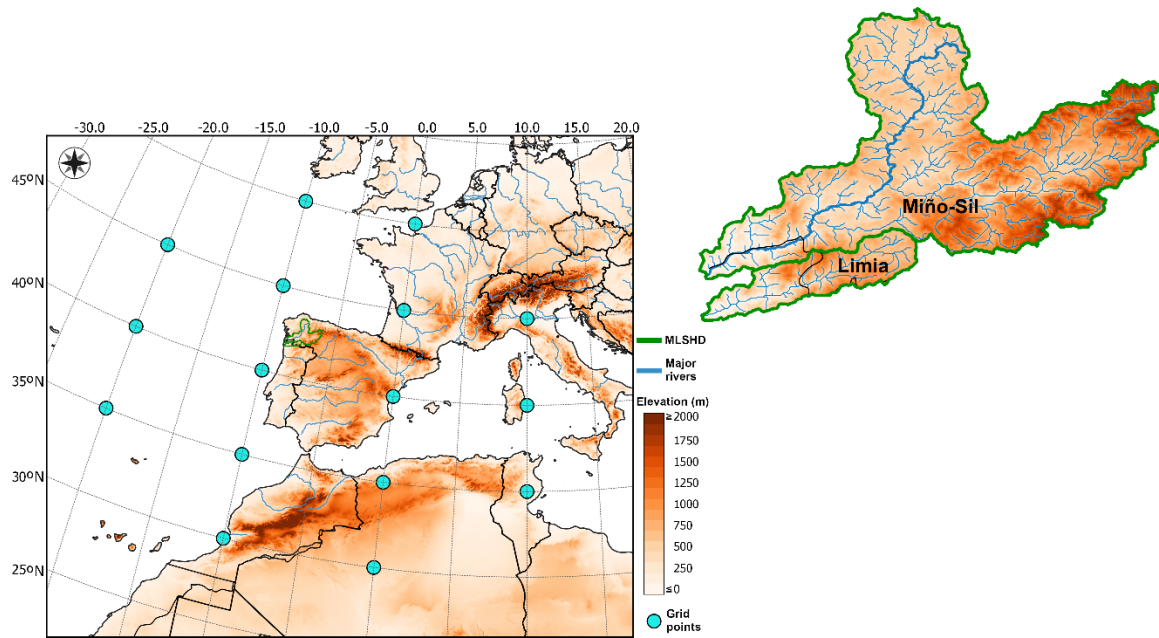 -30.0 -25.0 -20.0 -15.0 -10.0 -5.0 0.0 5.0 10.0 15.0 20.0
45ºN
40ºN
35ºN
30ºN
25ºN
Miño-Sil
Limia
MLSHD
Major
rivers
Elevation (m)
≥2000
1750
1500
1250
1000
750
500
250
≤0
Grid
points